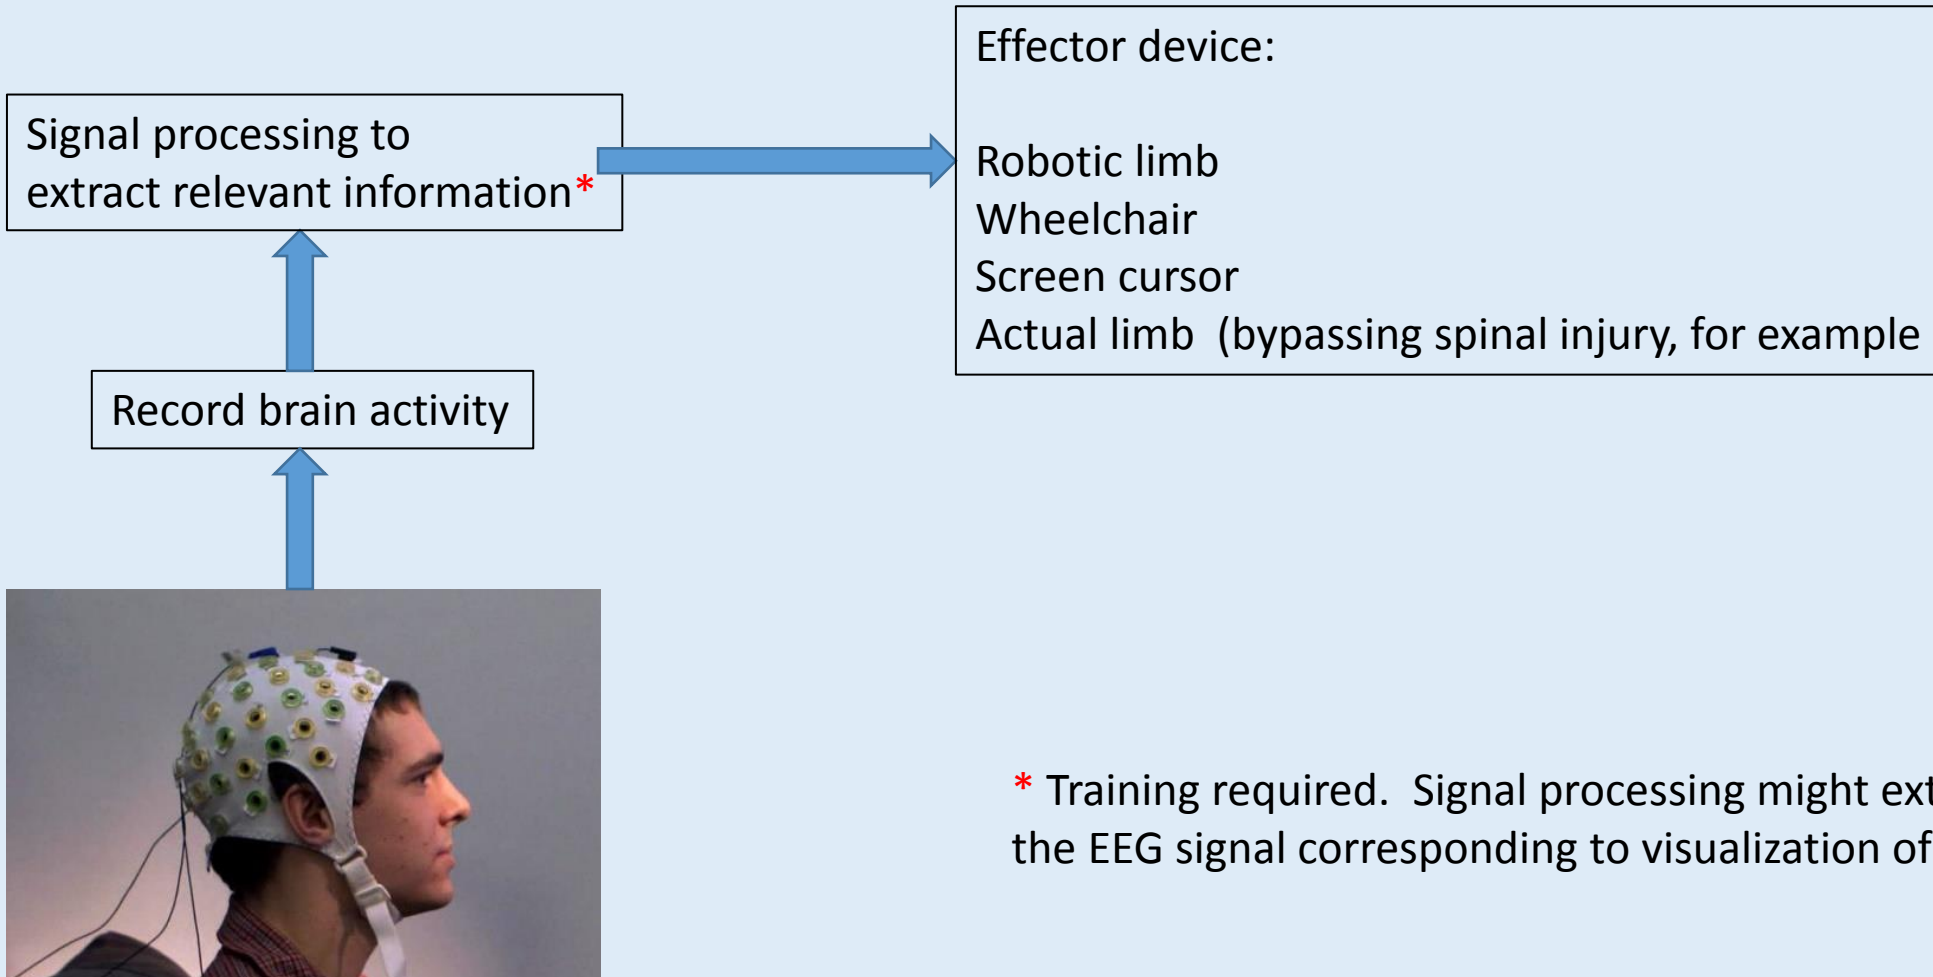 Effector device:
Signal processing to
extract relevant information*
Robotic limb
Wheelchair
Screen cursor
Actual limb (bypassing spinal injury, for example
Record brain activity
* Training required. Signal processing might
the EEG signal corresponding to visualization of